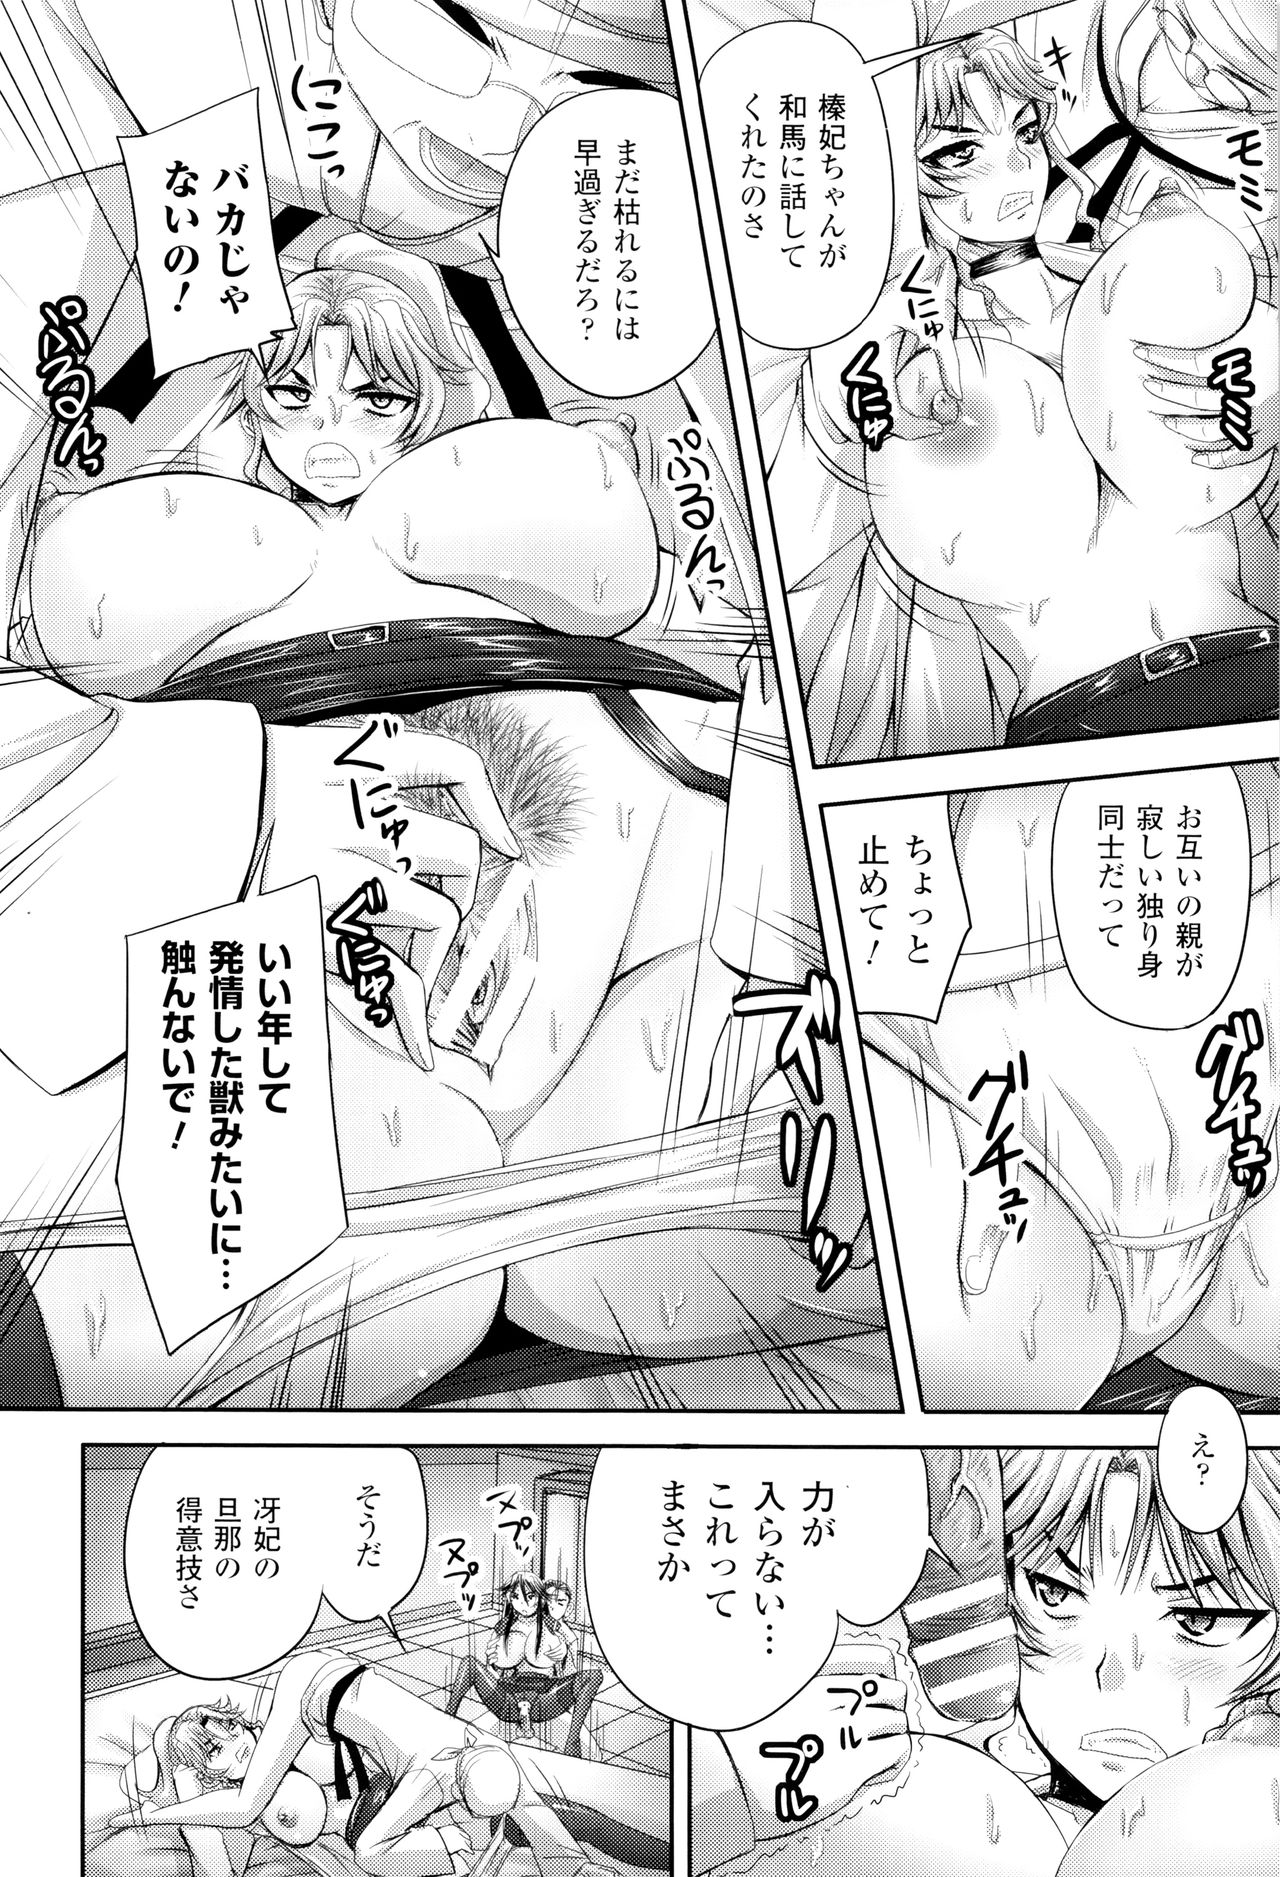 榛妃ちゃんが
和馬に話して
くれたのさ
キュッ
モミ
モミ
くにゅ
くにゅ
まだ枯れるには
早過ぎるだろ?
にこっ
バカじゃ
ないの!
ぷるんっ
ぷるんっ
お互いの親が
寂しい独り身
同士だって
ちょっと
止めて!
グチュ
グチュッ
ズリ
ズリュ
ぐにゅっ
ぐにゅっ
いい年して
発情した獣みたいに…
触んないで!
え?
力が
入らない…
これって
まさか
プル
プル
そうだ
冴妃の
旦那の
得意技さ
ヌプッ
ヌプッ